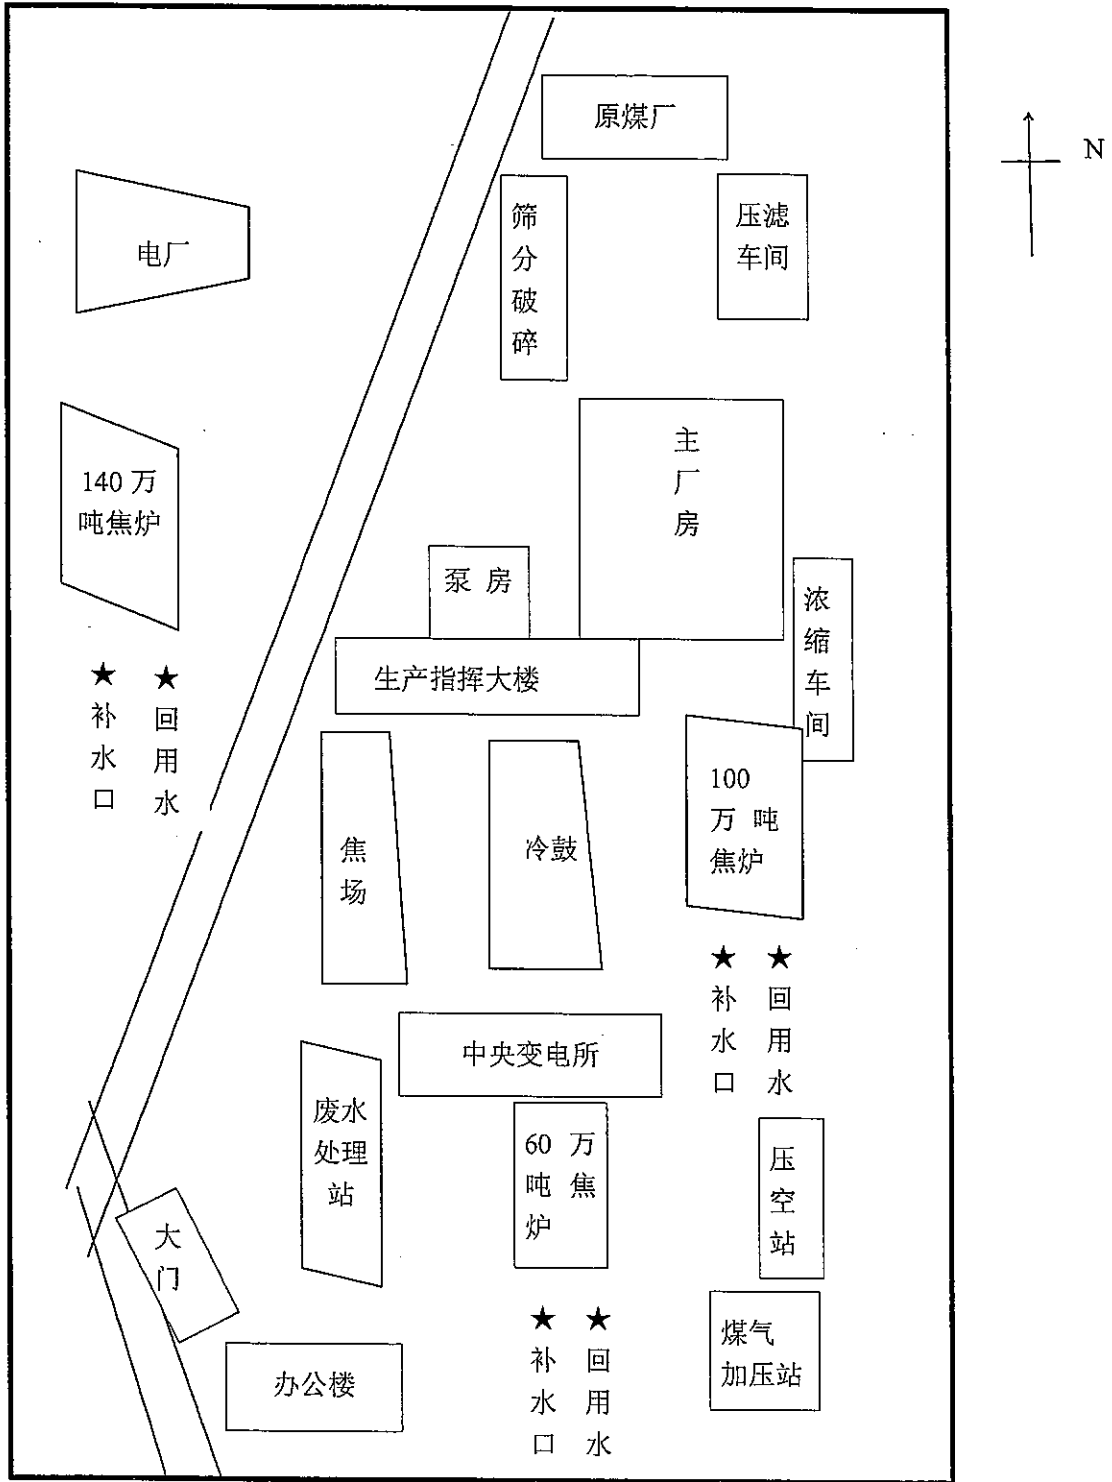 原煤厂
N
筛
分
破
碎
压滤
车间
电厂
主
厂
房
140 万
吨焦炉
泵 房
浓
缩
车
间
生产指挥大楼
★ ★
补 回
水 用
口 水
100
万 吨
焦炉
焦
场
冷鼓
★ ★
补 回
水 用
口 水
中央变电所
废水
处理
站
60 万
吨 焦
炉
压
空
站
大
门
★ ★
补 回
水 用
口 水
煤气
加压站
办公楼